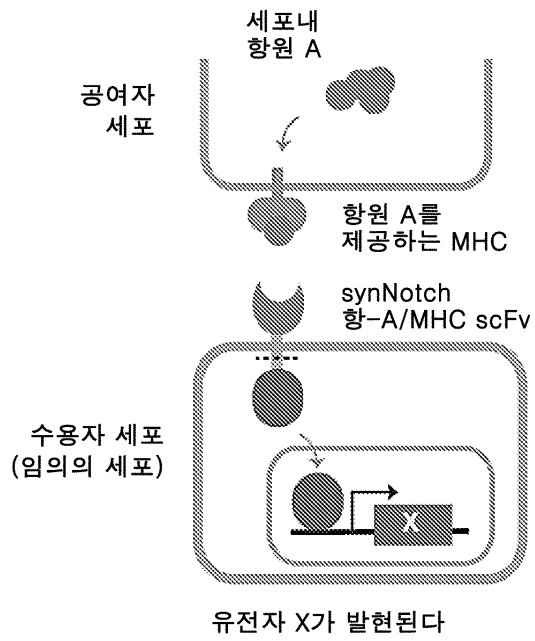 세포내
항원 A
공여자
세포
항원 A를
제공하는 MHC
synNotch
항-A/MHC scFv
수용자 세포
(임의의 세포)
X
유전자 X가 발현된다